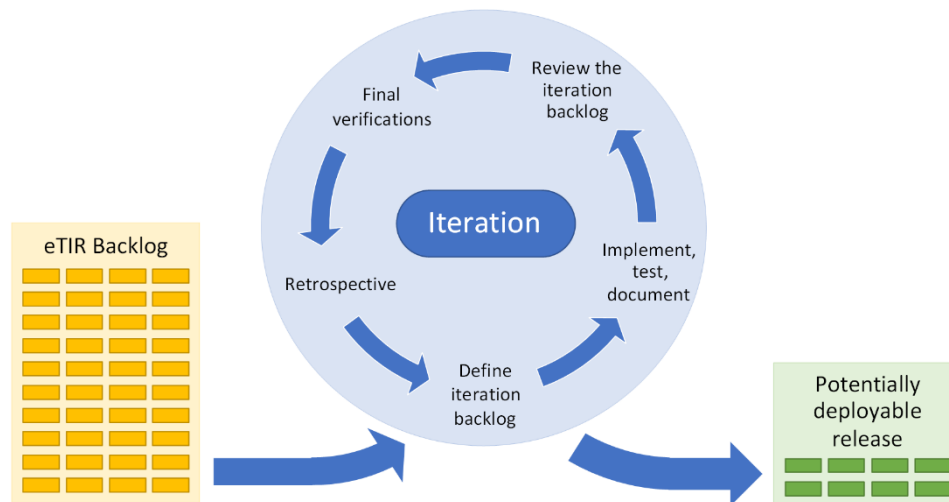 Review the
iteration
backlog
Final
verifications
Iteration
eTIR Backlog
Implement,
test,
document
Retrospective
Define
iteration
backlog
Potentially
deployable
release